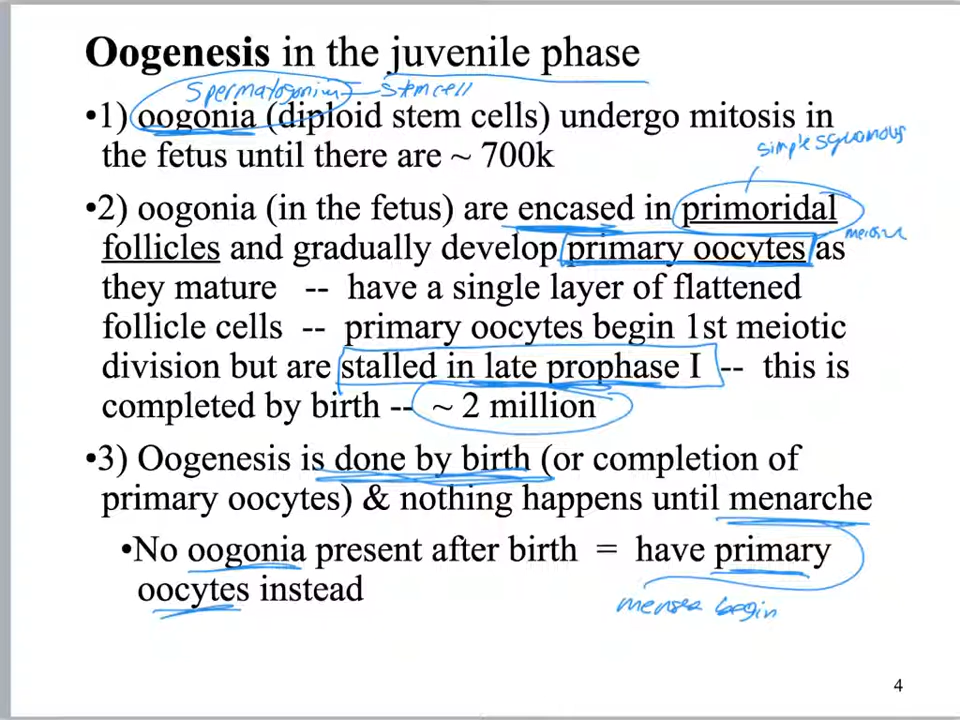 Oogenesis in the juvenile phase
Spermatogonium — stem cell
•1) oogonia (diploid stem cells) undergo mitosis in
the fetus until there are ~ 700k
simple squamous
•2) oogonia (in the fetus) are encased in primoridal
follicles and gradually develop primary oocytes as
they mature -- have a single layer of flattened
follicle cells -- primary oocytes begin 1st meiotic
division but are stalled in late prophase I -- this is
completed by birth -- ~ 2 million
•3) Oogenesis is done by birth (or completion of
primary oocytes) & nothing happens until menarche
•No oogonia present after birth = have primary
oocytes instead
menses begin
4